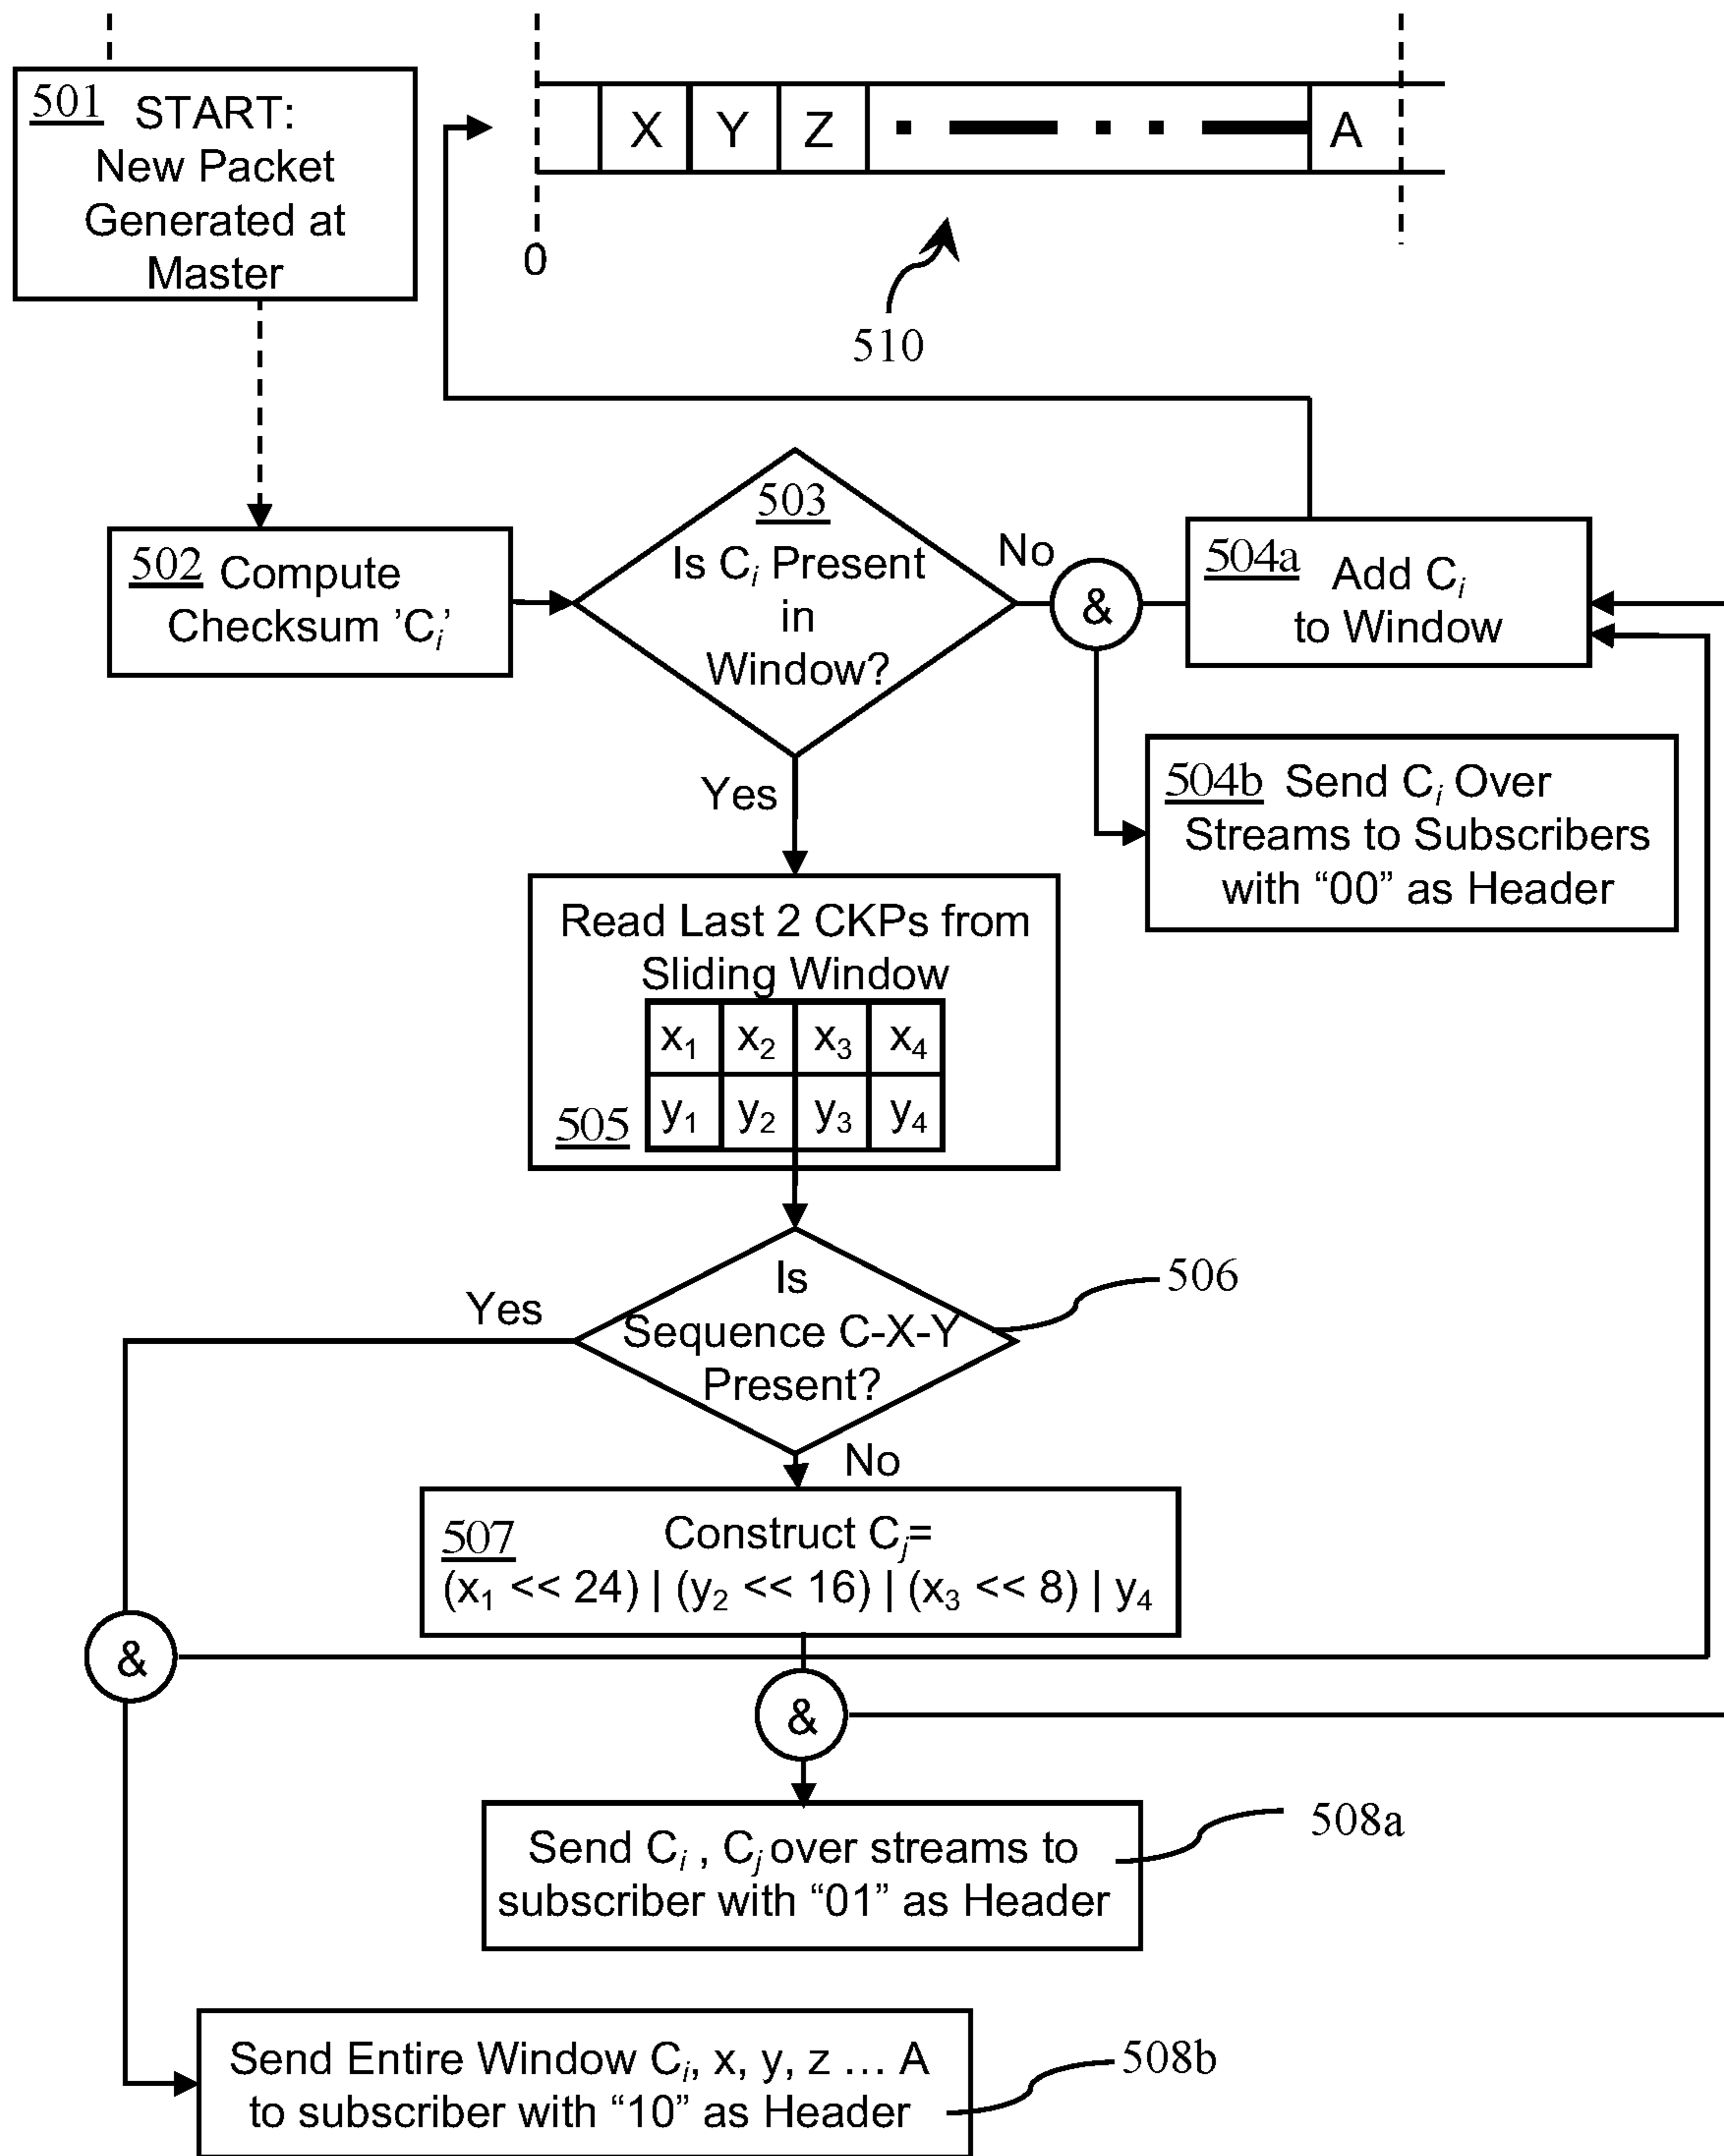 501 START:
New Packet
Generated at
Master
X Y Z A
0
510
502 Compute
Checksum 'Ci'
503
Is Ci Present
in
Window?
No
&
504a Add Ci
to Window
504b Send Ci Over
Streams to Subscribers
with “00” as Header
Yes
Read Last 2 CKPs from
Sliding Window
x1 x2 x3 x4
y1 y2 y3 y4
505
Is
Sequence C-X-Y
Present?
506
Yes
No
507 Construct Cj=
(x1 << 24) | (y2 << 16) | (x3 << 8) | y4
&
&
Send Ci , Cj over streams to
subscriber with “01” as Header
508a
Send Entire Window Ci, x, y, z ... A
to subscriber with “10” as Header
508b